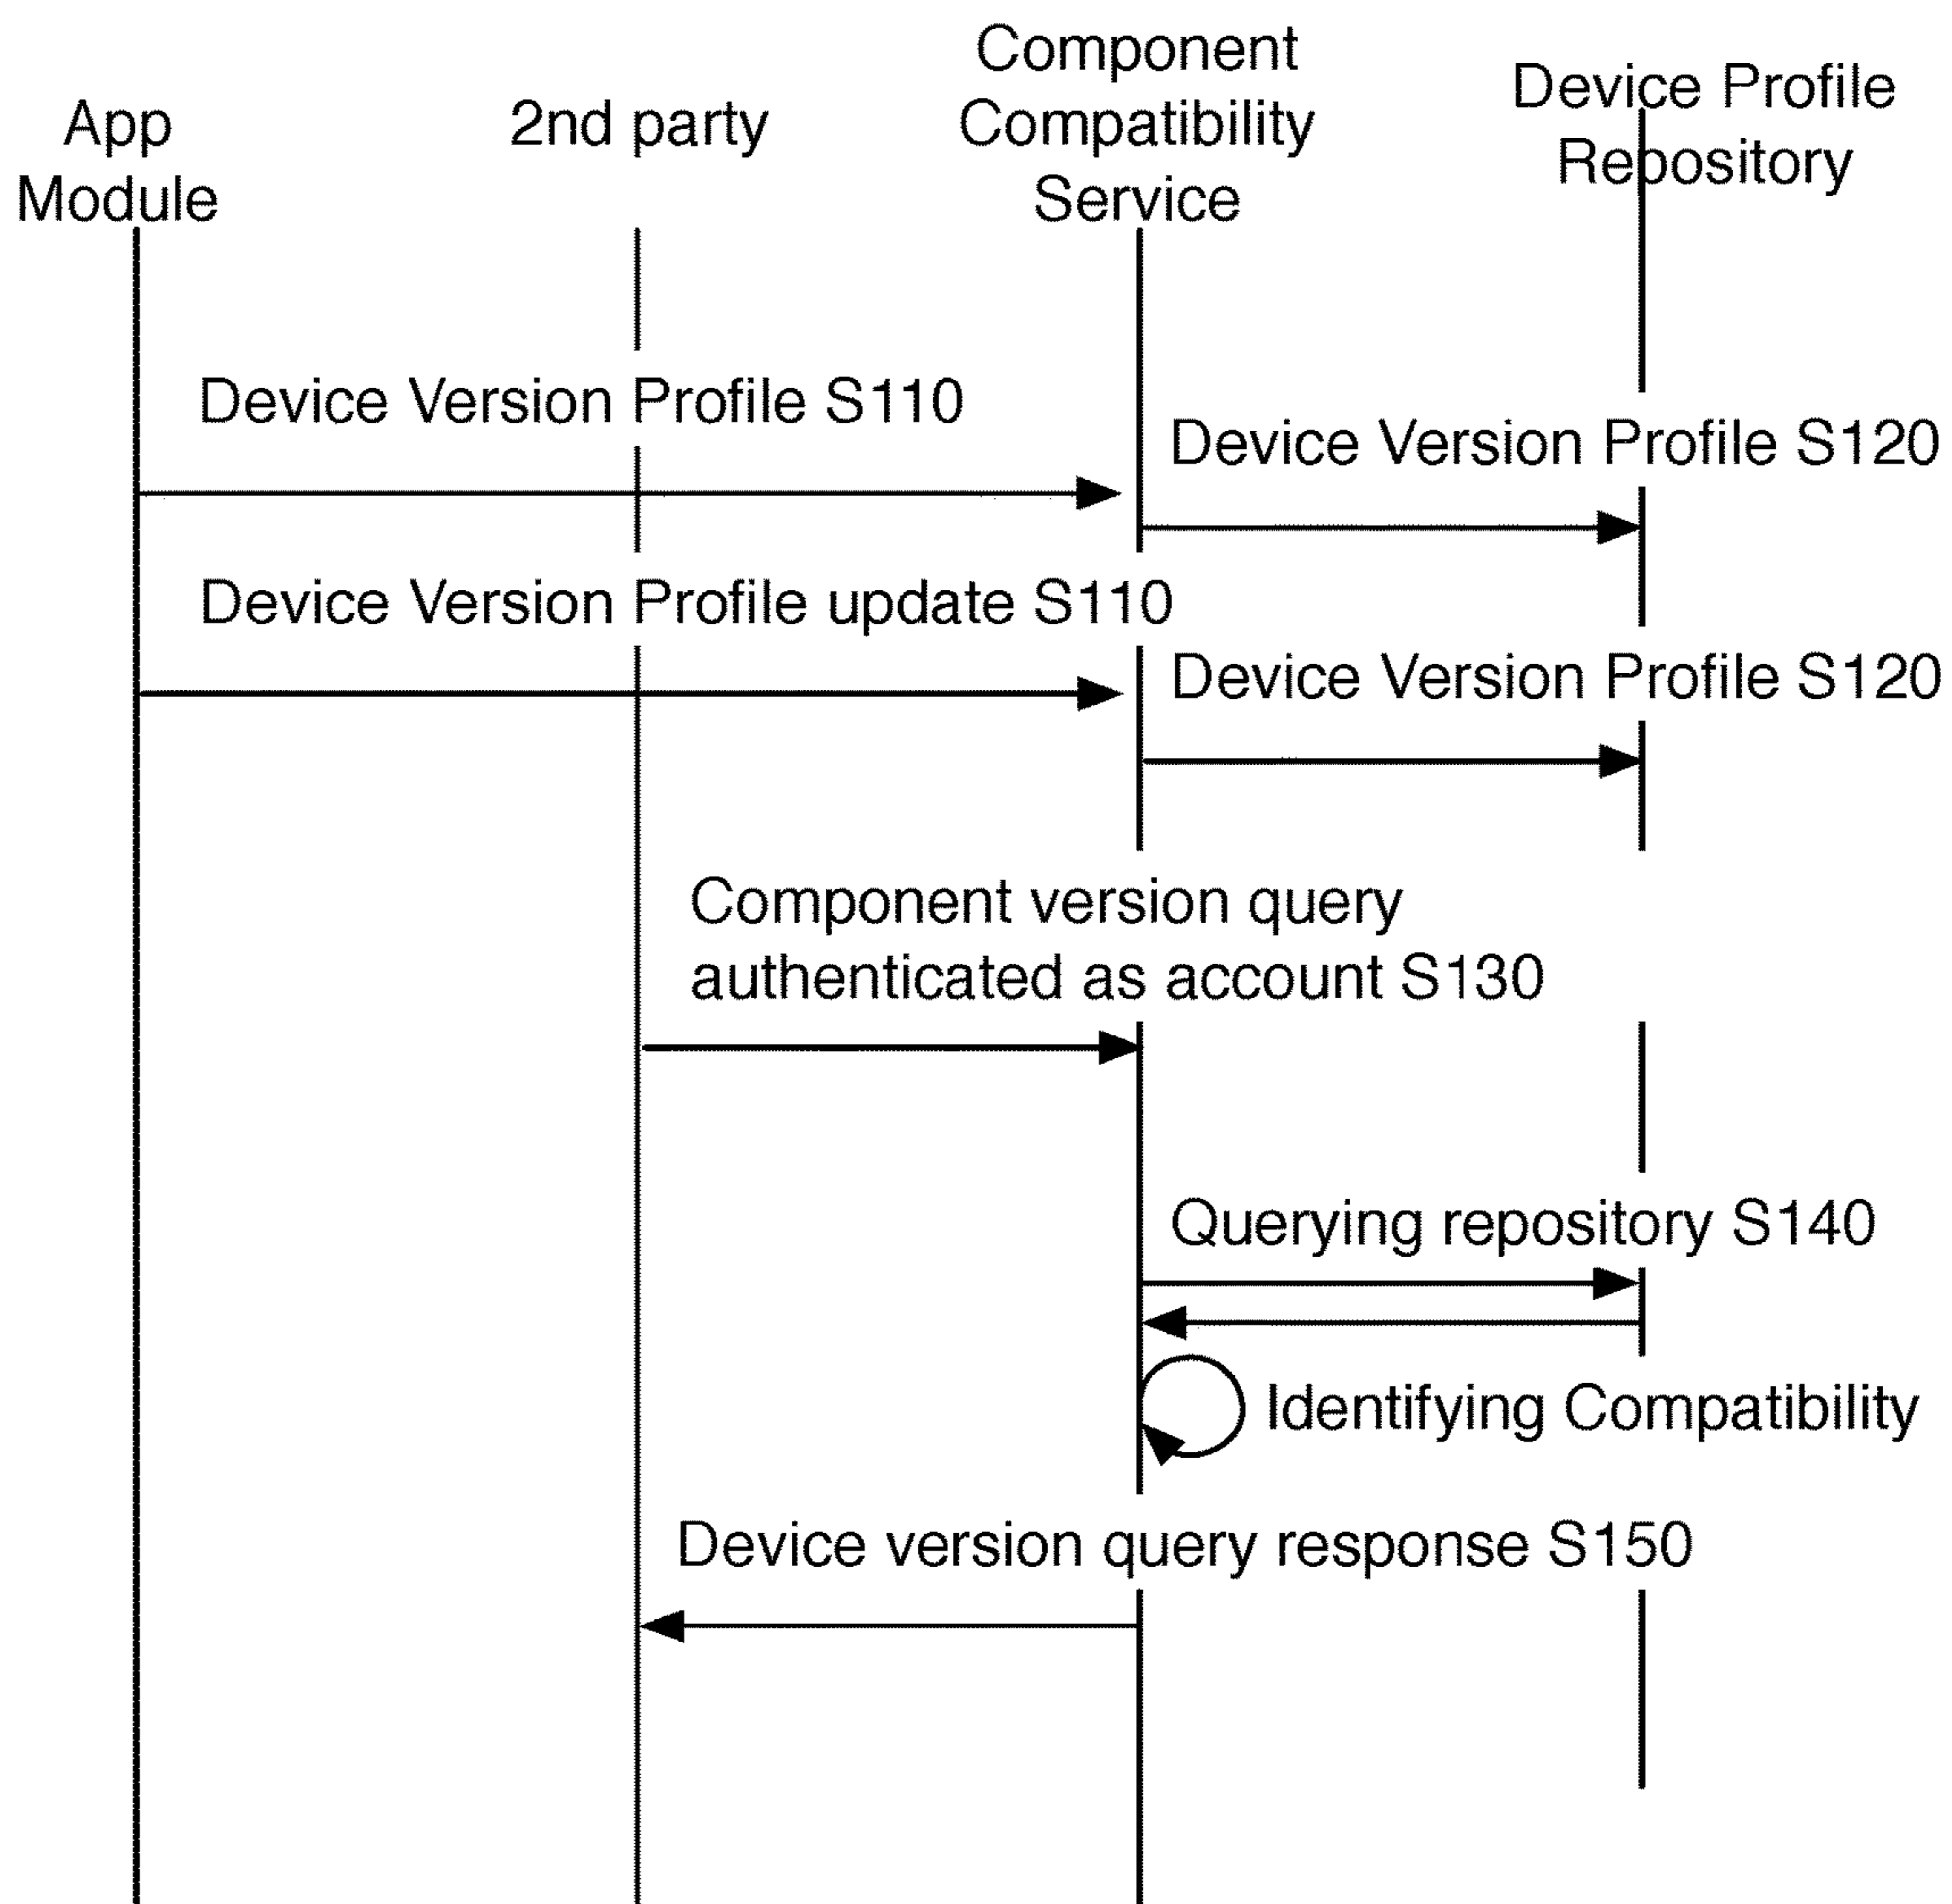 App
Module
2nd party
Component
Compatibility
Service
Device Profile
Repository
Device Version Profile S110
Device Version Profile S120
Device Version Profile update S110
Device Version Profile S120
Component version query
authenticated as account S130
Querying repository S140
Identifying Compatibility
Device version query response S150